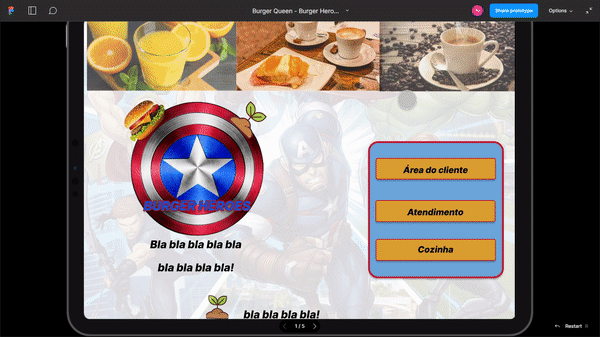 Burger Queen - Burger Hero...
Share prototype
Options
BURGER HEROES
Bla bla bla bla bla
bla bla bla bla!
bla bla bla bla!
Área do cliente
Atendimento
Cozinha
1 / 5
Restart R